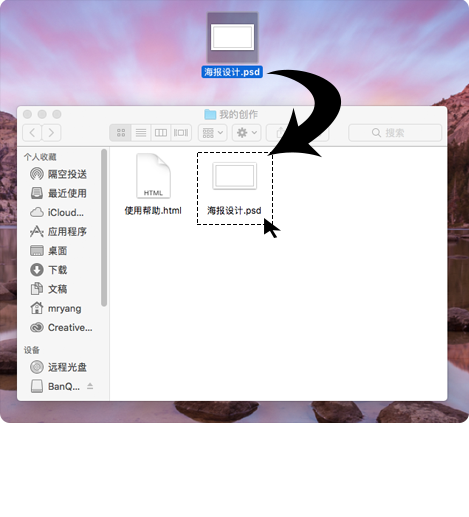 海报设计.psd
我的创作
搜索
个人收藏
隔空投送
最近使用
iCloud...
应用程序
桌面
下载
文稿
mryang
Creative...
设备
远程光盘
BanQ...
HTML
使用帮助.html
海报设计.psd